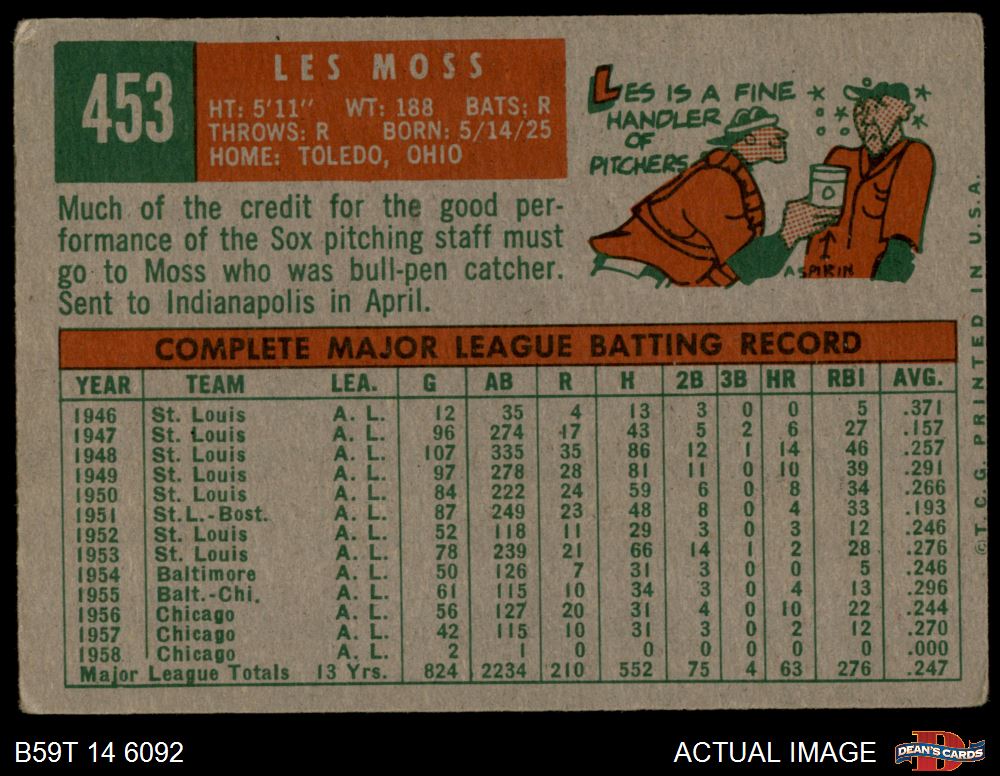 453
LES MOSS
HT: 5'11" WT: 188 BATS: R
THROWS: R BORN: 5/14/25
HOME: TOLEDO, OHIO
LES IS A FINE
HANDLER
OF
PITCHERS
ASPIRIN
Much of the credit for the good per-
formance of the Sox pitching staff must
go to Moss who was bull-pen catcher.
Sent to Indianapolis in April.
COMPLETE MAJOR LEAGUE BATTING RECORD
YEAR TEAM LEA. G AB R H 2B 3B HR RBI AVG.
1946 St. Louis A. L. 12 35 4 13 3 0 0 5 .371
1947 St. Louis A. L. 96 274 17 43 5 2 6 27 .157
1948 St. Louis A. L. 107 335 35 86 12 1 14 46 .257
1949 St. Louis A. L. 97 278 28 81 11 0 10 39 .291
1950 St. Louis A. L. 84 222 24 59 6 0 8 34 .266
1951 St.L.-Bost. A. L. 87 249 23 48 8 0 4 33 .193
1952 St. Louis A. L. 52 118 11 29 3 0 3 12 .246
1953 St. Louis A. L. 78 239 21 66 14 1 2 28 .276
1954 Baltimore A. L. 50 126 7 31 3 0 0 5 .246
1955 Balt.-Chi. A. L. 61 115 10 34 3 0 4 13 .296
1956 Chicago A. L. 56 127 20 31 4 0 10 22 .244
1957 Chicago A. L. 42 115 10 31 3 0 2 12 .270
1958 Chicago A. L. 2 1 0 0 0 0 0 0 .000
Major League Totals 13 Yrs. 824 2234 210 552 75 4 63 276 .247
©T.C.G. PRINTED IN U.S.A.
B59T 14 6092
ACTUAL IMAGE
DEAN'S CARDS